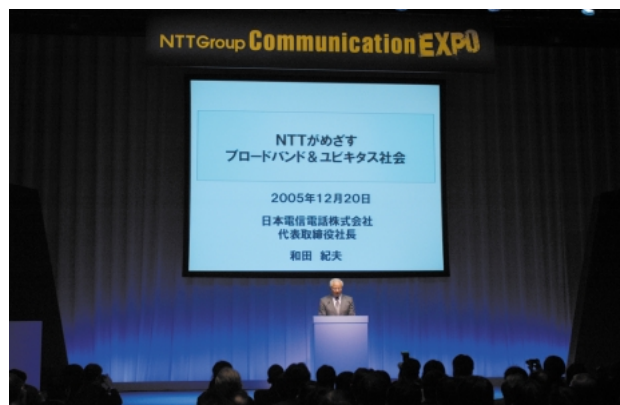 NTTGroup Communication EXPO
NTTがめざす
ブロードバンド&ユビキタス社会
2005年12月20日
日本電信電話株式会社
代表取締役社長
和田 紀夫